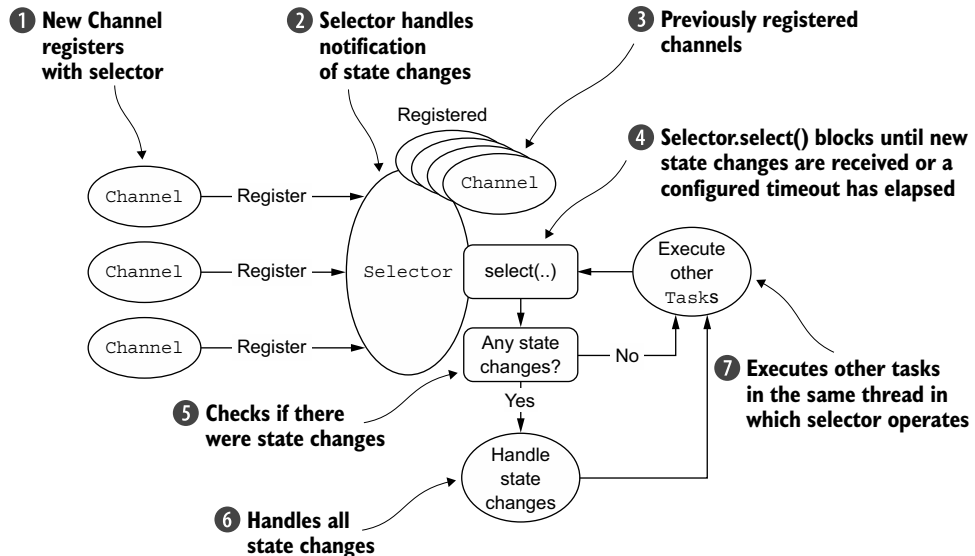 1 New Channel
registers
with selector
2 Selector handles
notification
of state changes
3 Previously registered
channels
Registered
4 Selector.select() blocks until new
state changes are received or a
configured timeout has elapsed
Channel
Channel
Register
Channel
Register
Channel
Register
Selector
select(..)
Execute
other
Tasks
Any state
changes?
No
Yes
5 Checks if there
were state changes
7 Executes other tasks
in the same thread in
which selector operates
Handle
state
changes
6 Handles all
state changes